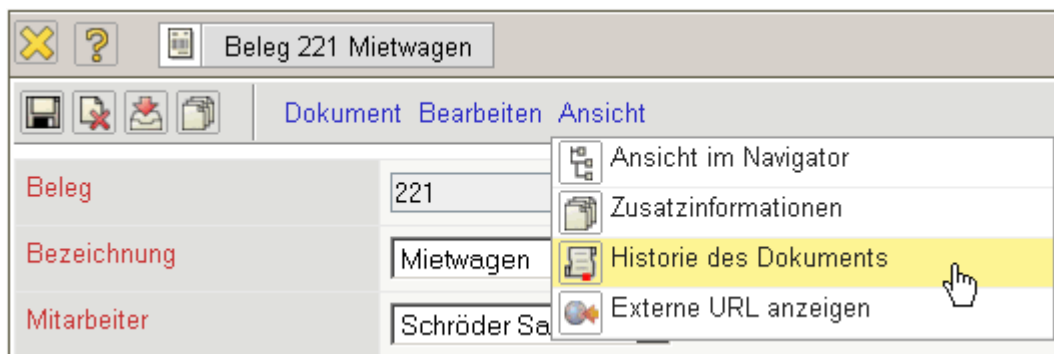 Beleg 221 Mietwagen
Dokument Bearbeiten Ansicht
Ansicht im Navigator
Zusatzinformationen
Historie des Dokuments
Externe URL anzeigen
Beleg 221
Bezeichnung Mietwagen
Mitarbeiter Schröder Sa